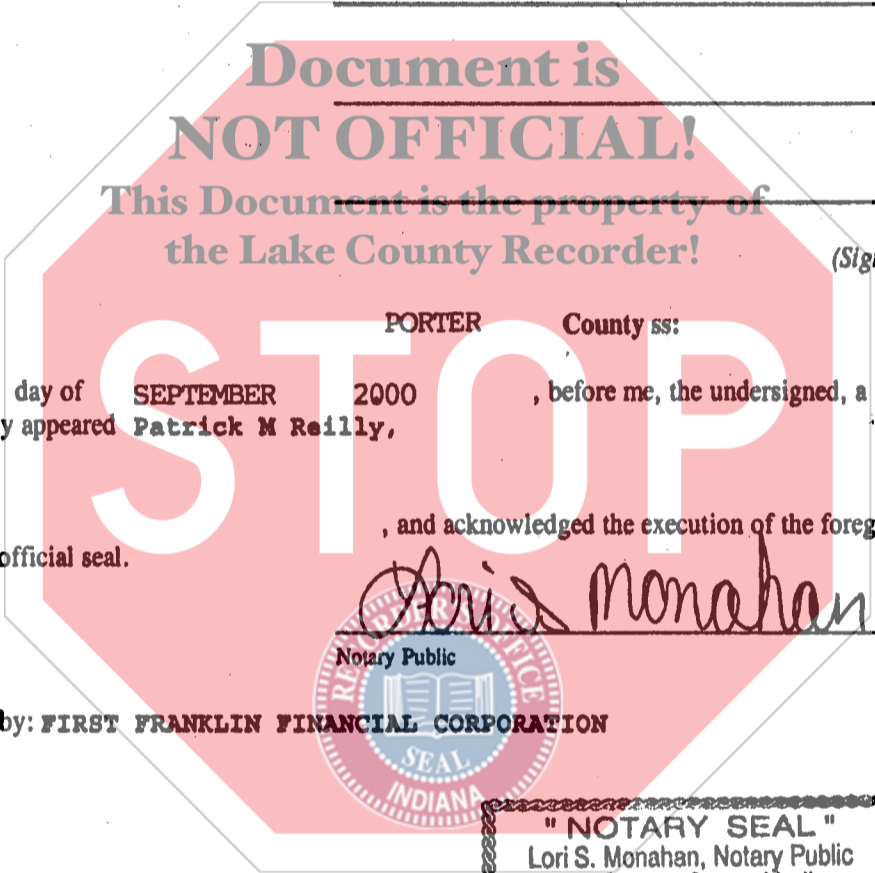 Document is
NOT OFFICIAL!
This Document is the property of
the Lake County Recorder!
(Sig
STOP
PORTER County ss:
day of SEPTEMBER 2000 , before me, the undersigned, a
y appeared Patrick M Reilly,
, and acknowledged the execution of the foreg
official seal.
Lori S Monahan
Notary Public
RECORDER'S OFFICE
SEAL
INDIANA
by: FIRST FRANKLIN FINANCIAL CORPORATION
" NOTARY SEAL "
Lori S. Monahan, Notary Public